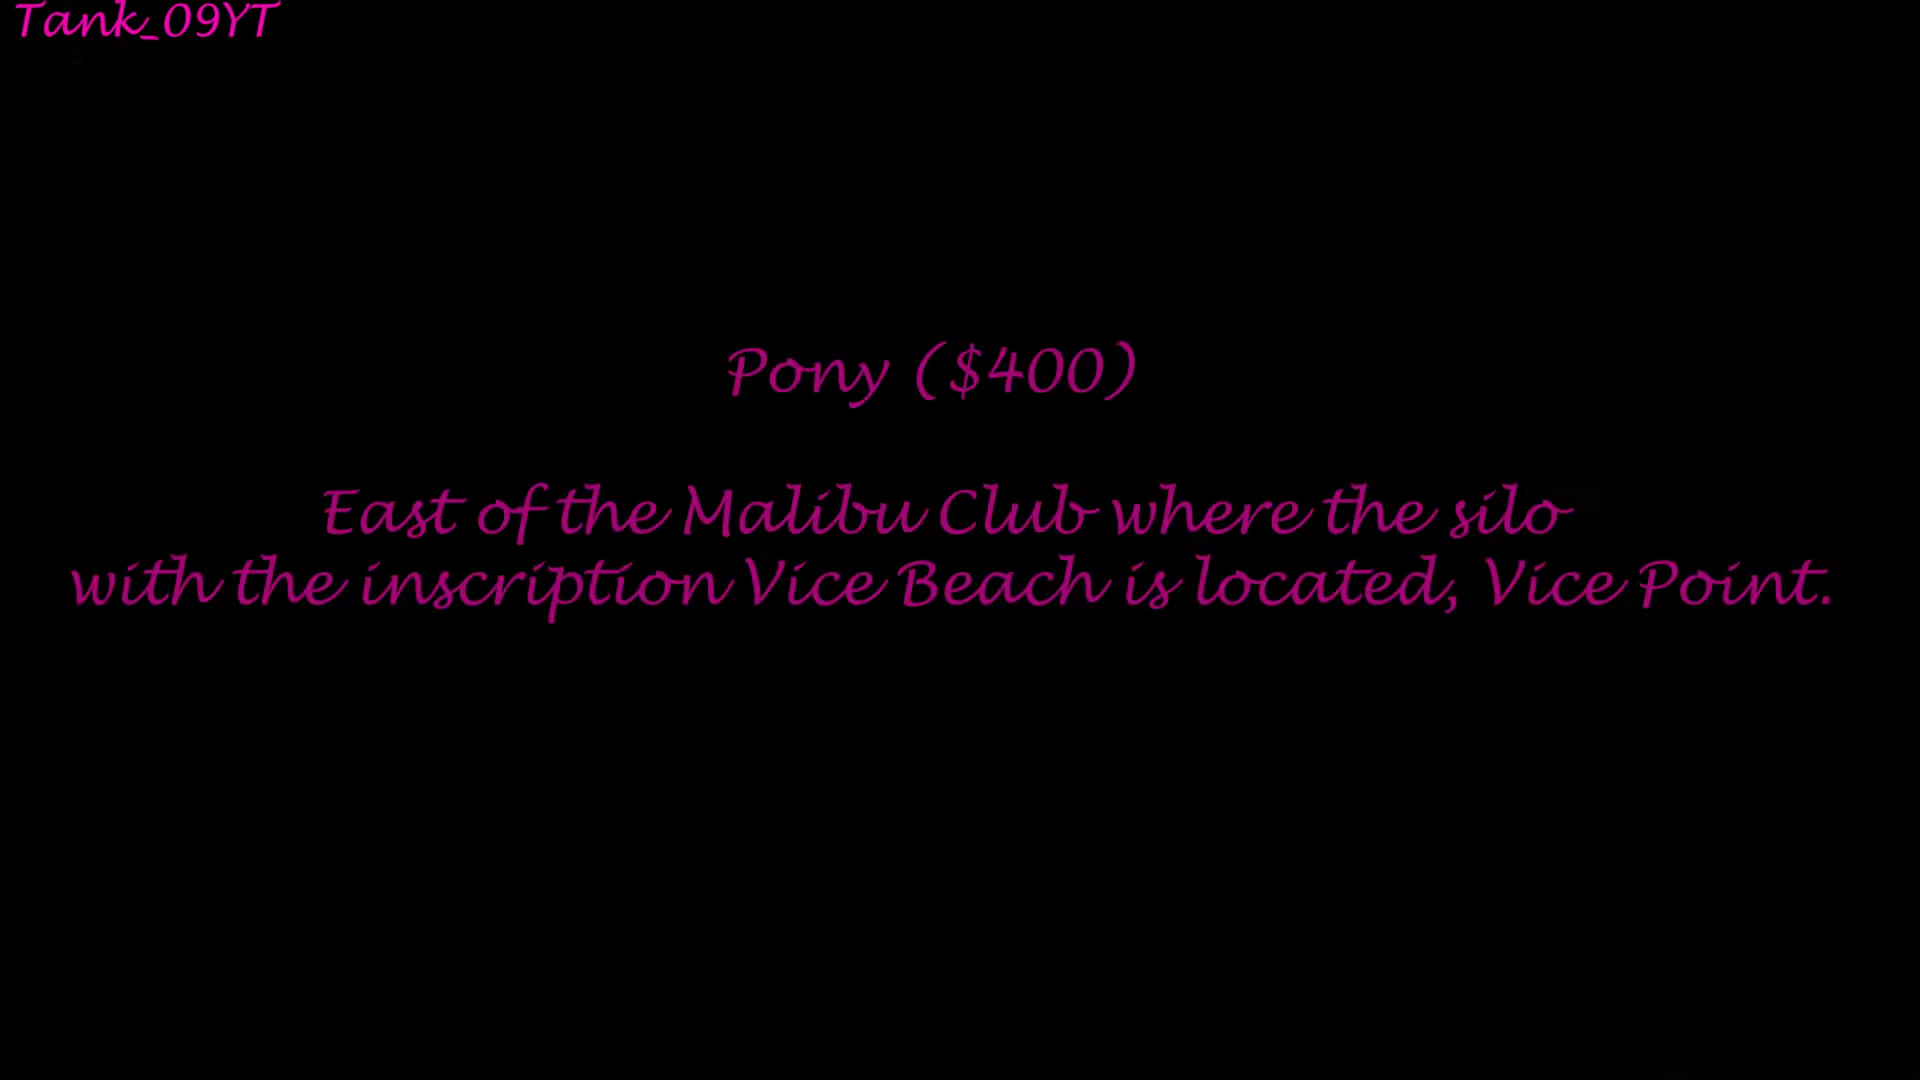 Tank_09YT
Pony ($400)
East of the Malibu Club where the silo
with the inscription Vice Beach is located, Vice Point.